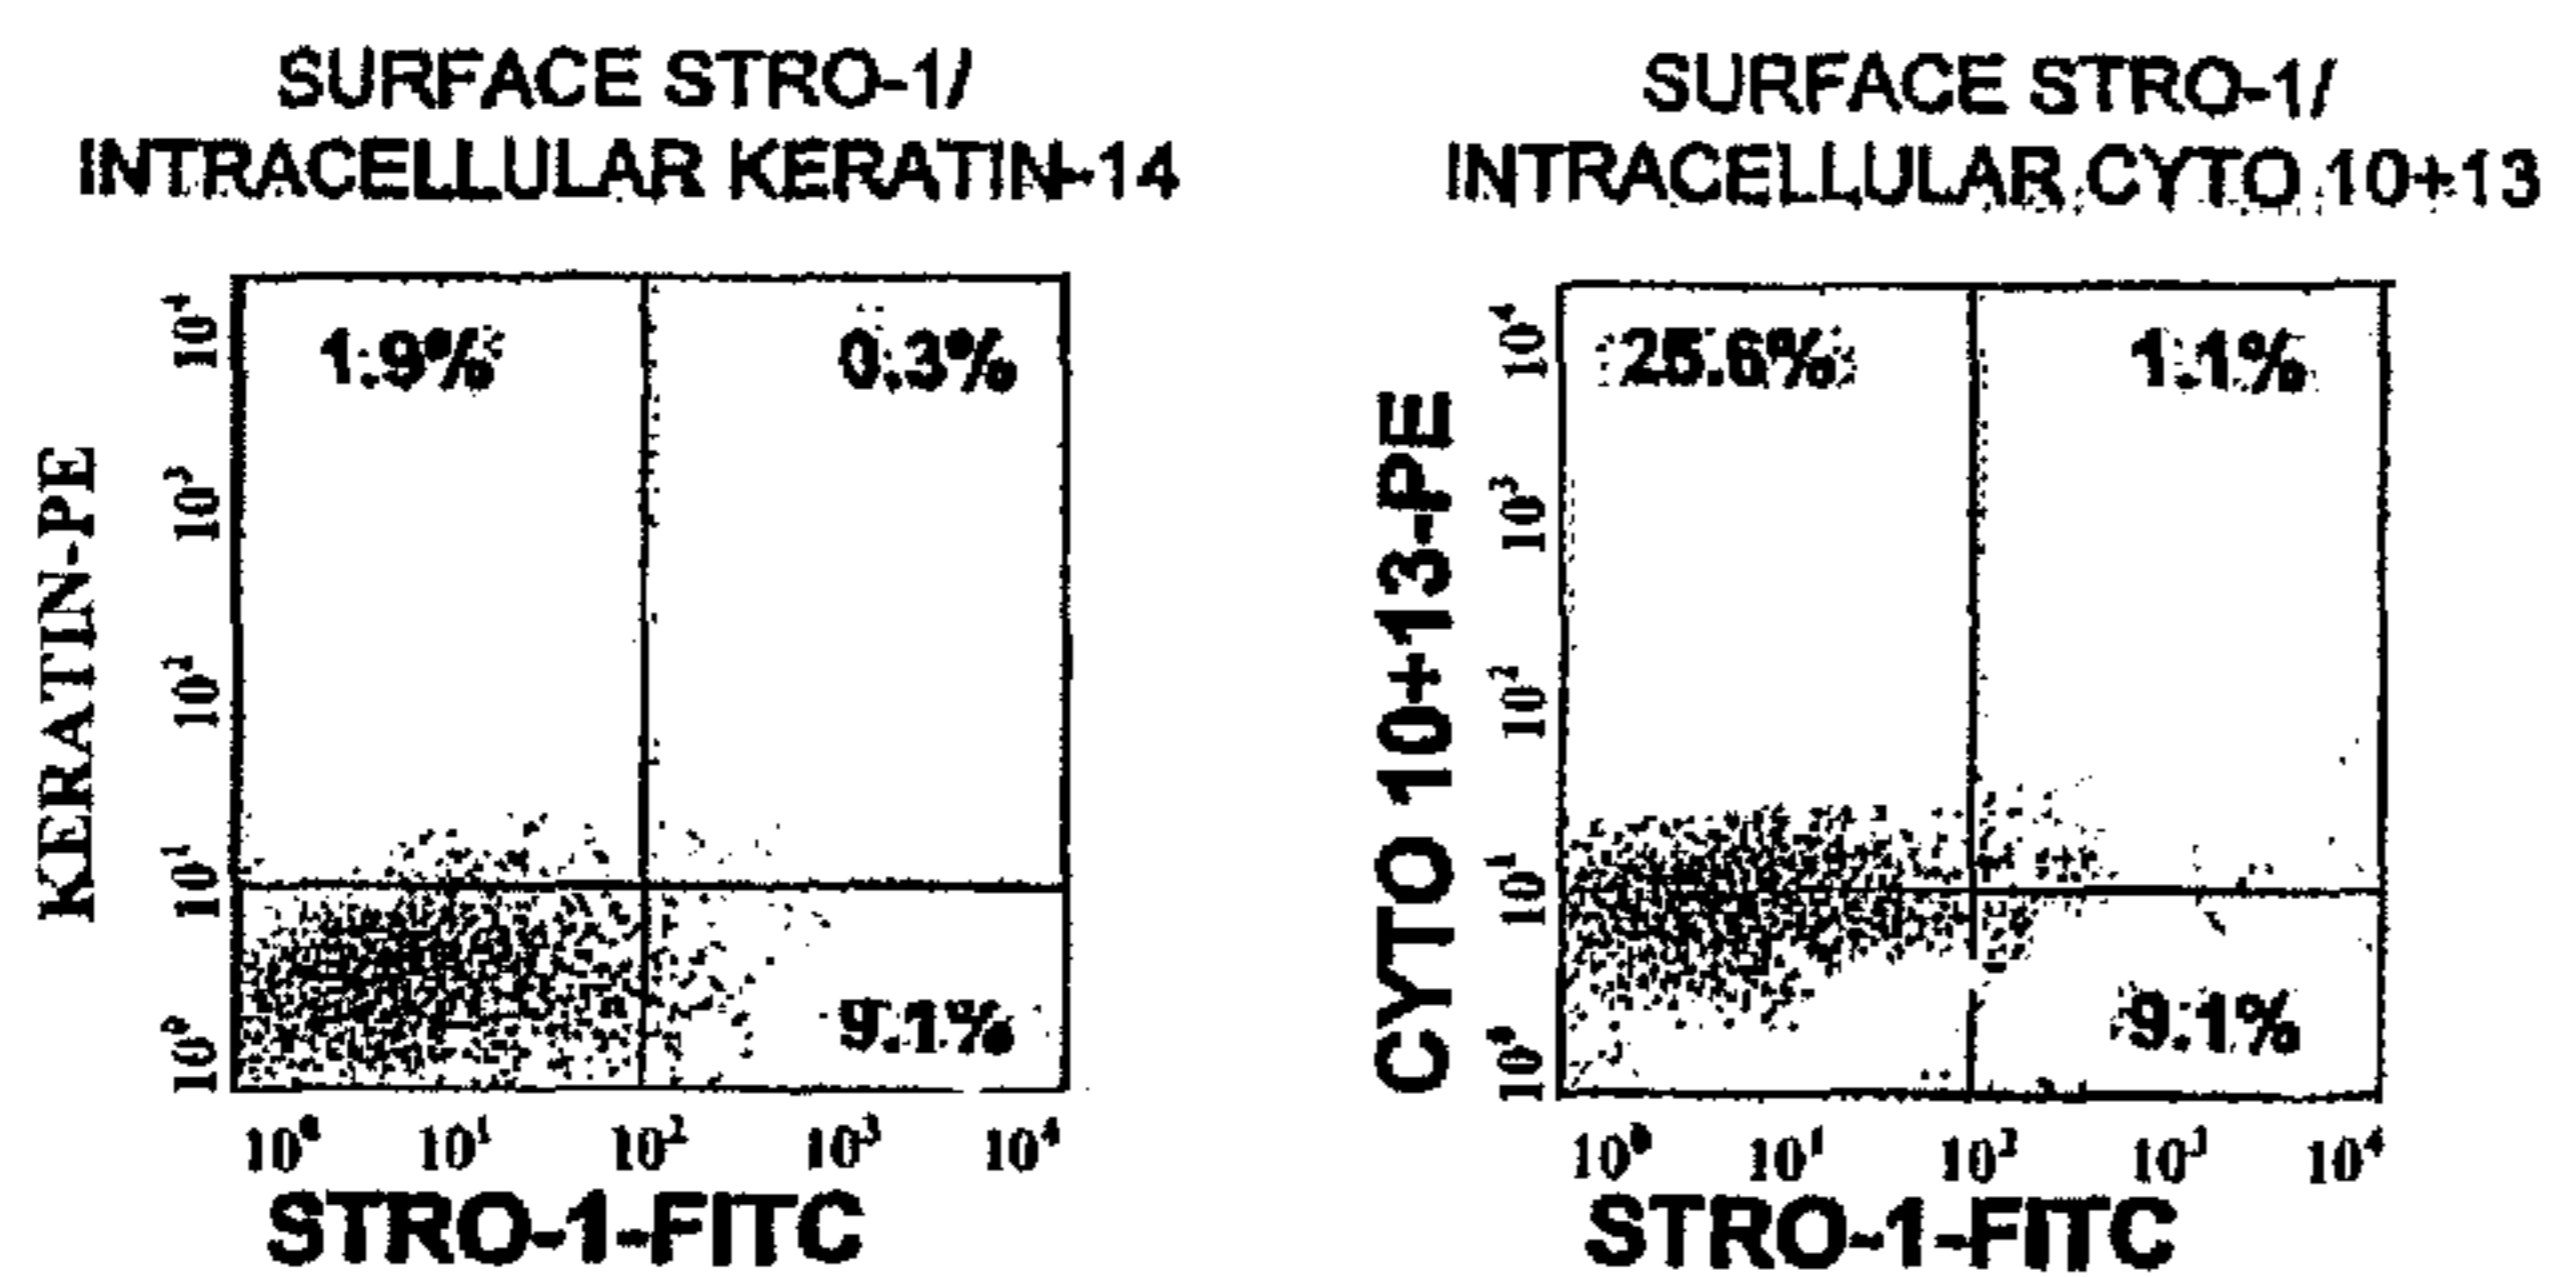 SURFACE STRO-1/
INTRACELLULAR KERATIN-14
KERATIN-PE
10⁴
10³
10²
10¹
10⁰
1.9%
0.3%
9.1%
10⁰ 10¹ 10² 10³ 10⁴
STRO-1-FITC
SURFACE STRO-1/
INTRACELLULAR CYTO 10+13
CYTO 10+13-PE
10⁴
10³
10²
10¹
10⁰
25.6%
1.1%
9.1%
10⁰ 10¹ 10² 10³ 10⁴
STRO-1-FITC